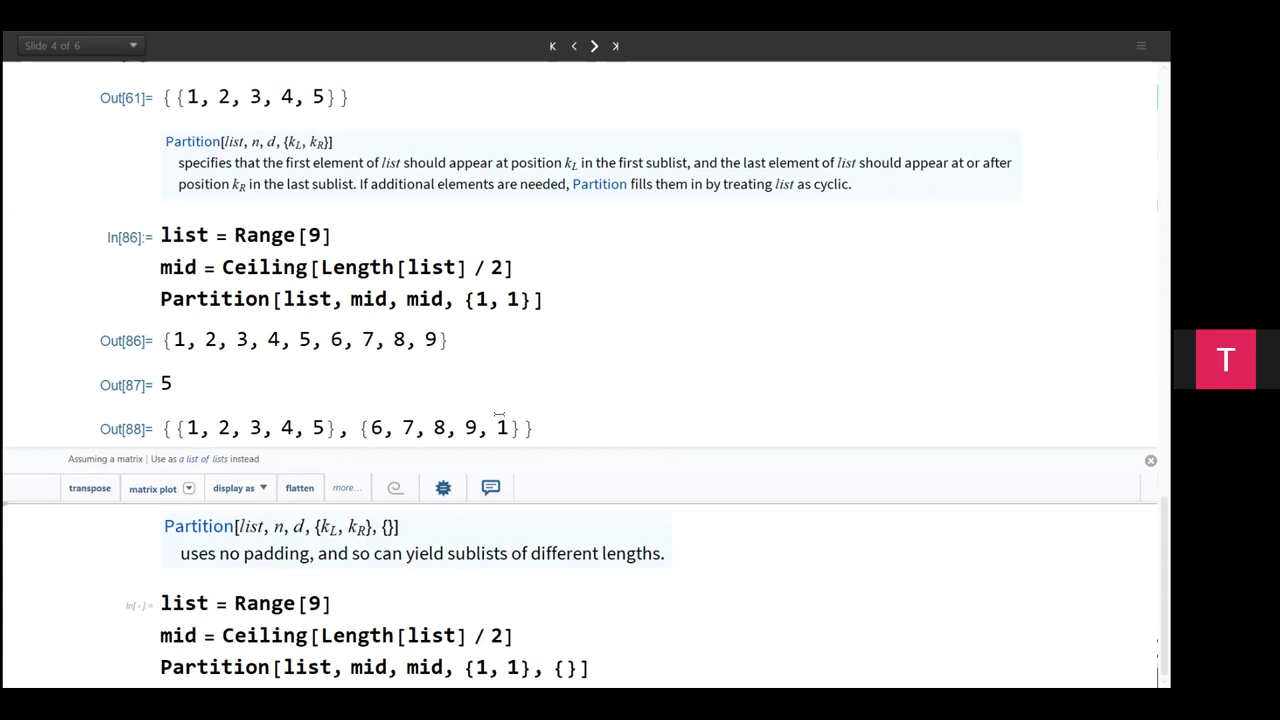 Slide 4 of 6
Out[61]= { {1, 2, 3, 4, 5} }
Partition[list, n, d, {kL, kR}]
specifies that the first element of list should appear at position kL in the first sublist, and the last element of list should appear at or after
position kR in the last sublist. If additional elements are needed, Partition fills them in by treating list as cyclic.
In[86]:= list = Range[9]
mid = Ceiling[Length[list] / 2]
Partition[list, mid, mid, {1, 1}]
Out[86]= {1, 2, 3, 4, 5, 6, 7, 8, 9}
Out[87]= 5
Out[88]= { {1, 2, 3, 4, 5}, {6, 7, 8, 9, 1} }
T
Assuming a matrix | Use as a list of lists instead
transpose matrix plot display as flatten more...
Partition[list, n, d, {kL, kR}, {}]
uses no padding, and so can yield sublists of different lengths.
In[•]:= list = Range[9]
mid = Ceiling[Length[list] / 2]
Partition[list, mid, mid, {1, 1}, {}]